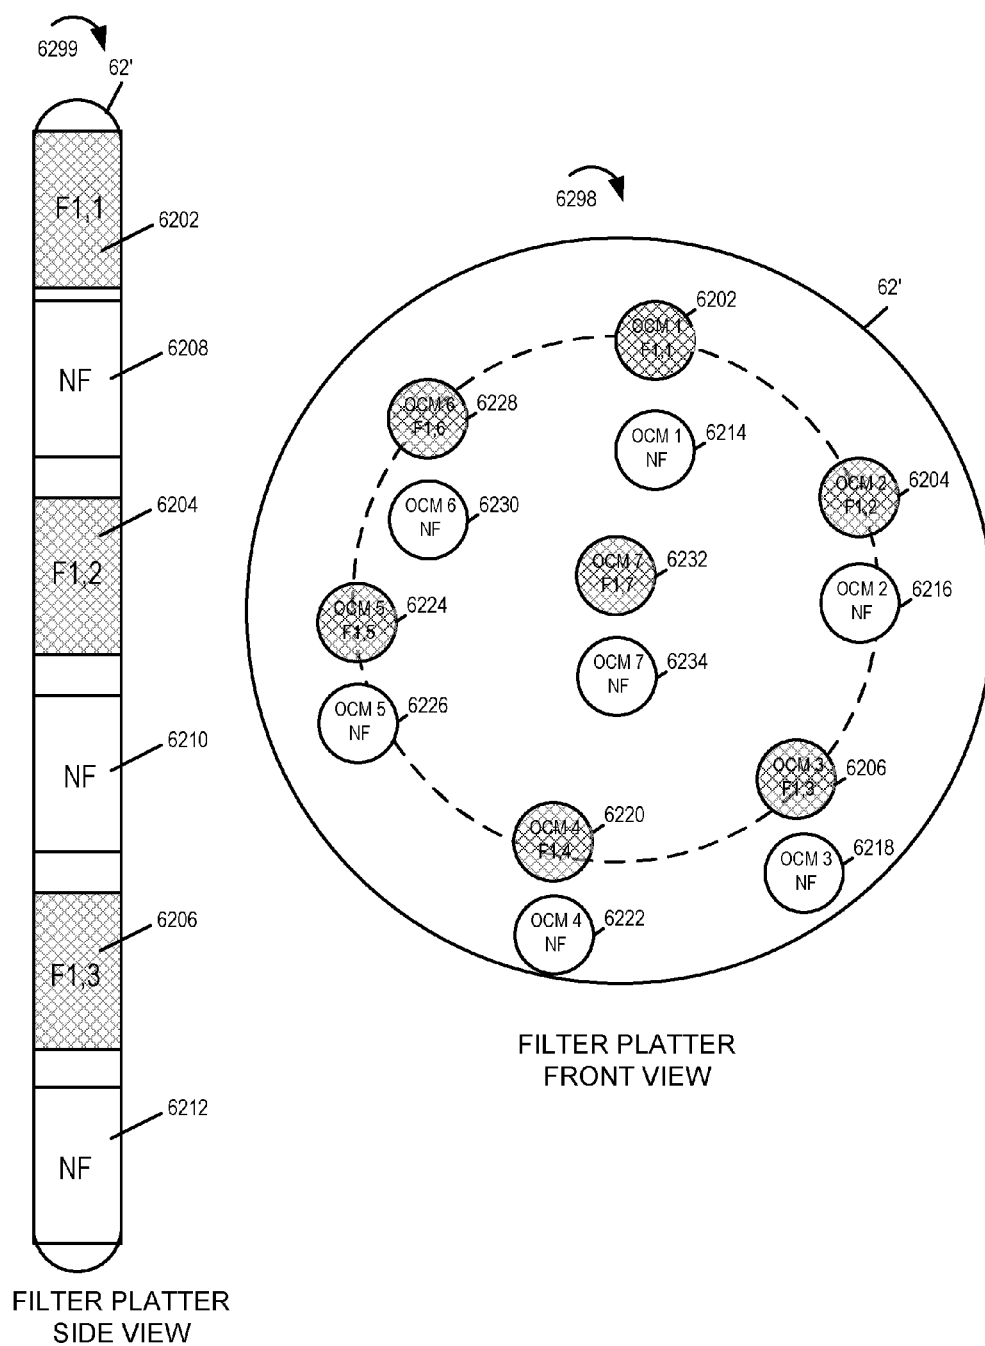 6299
62'
F1,1
6202
6208
NF
6204
F1,2
6210
NF
6206
F1,3
6212
NF
FILTER PLATTER
SIDE VIEW
6298
62'
6202
OCM 1
F1,1
OCM 1
NF
6214
OCM 6
F1,6
6228
OCM 6
NF
6230
OCM 2
F1,2
6204
OCM 2
NF
6216
OCM 7
F1,7
6232
OCM 7
NF
6234
OCM 5
F1,5
6224
OCM 5
NF
6226
OCM 3
F1,3
6206
OCM 3
NF
6218
OCM 4
F1,4
6220
OCM 4
NF
6222
FILTER PLATTER
FRONT VIEW